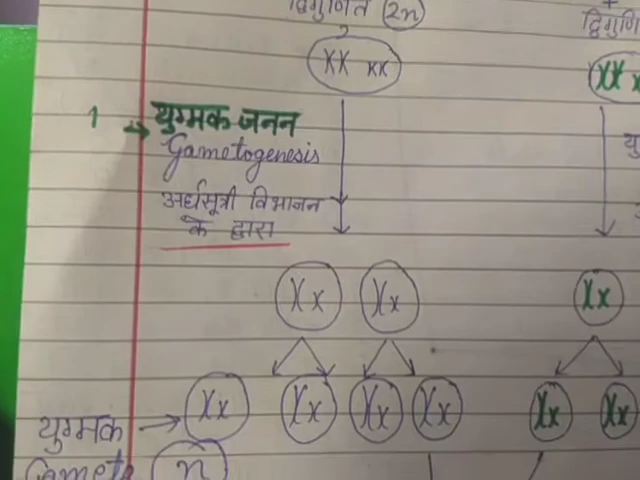 द्विगुणित (2n)
XX xx
XX
1 → युग्मक जनन
Gametogenesis
अर्धसूत्री विभाजन
के द्वारा
Xx Xx Xx
Xx Xx Xx Xx Xx Xx
युग्मक →
n